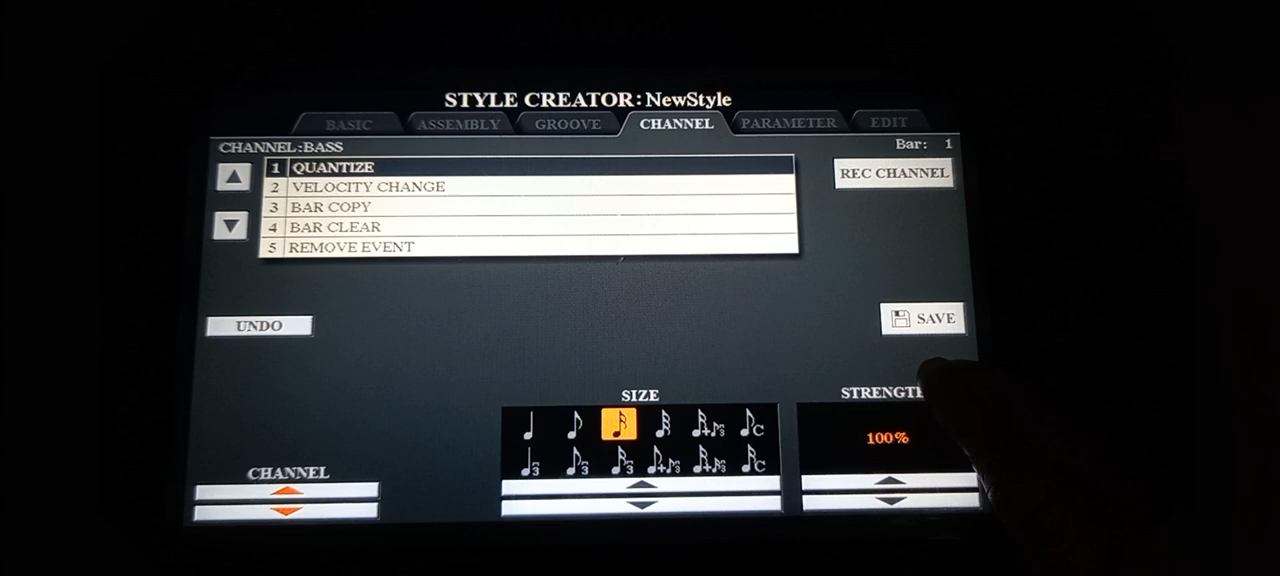 STYLE CREATOR: NewStyle
BASIC ASSEMBLY GROOVE CHANNEL PARAMETER EDIT
CHANNEL:BASS
Bar: 1
1 QUANTIZE
2 VELOCITY CHANGE
3 BAR COPY
4 BAR CLEAR
5 REMOVE EVENT
REC CHANNEL
UNDO
SAVE
SIZE
STRENGT
100%
CHANNEL